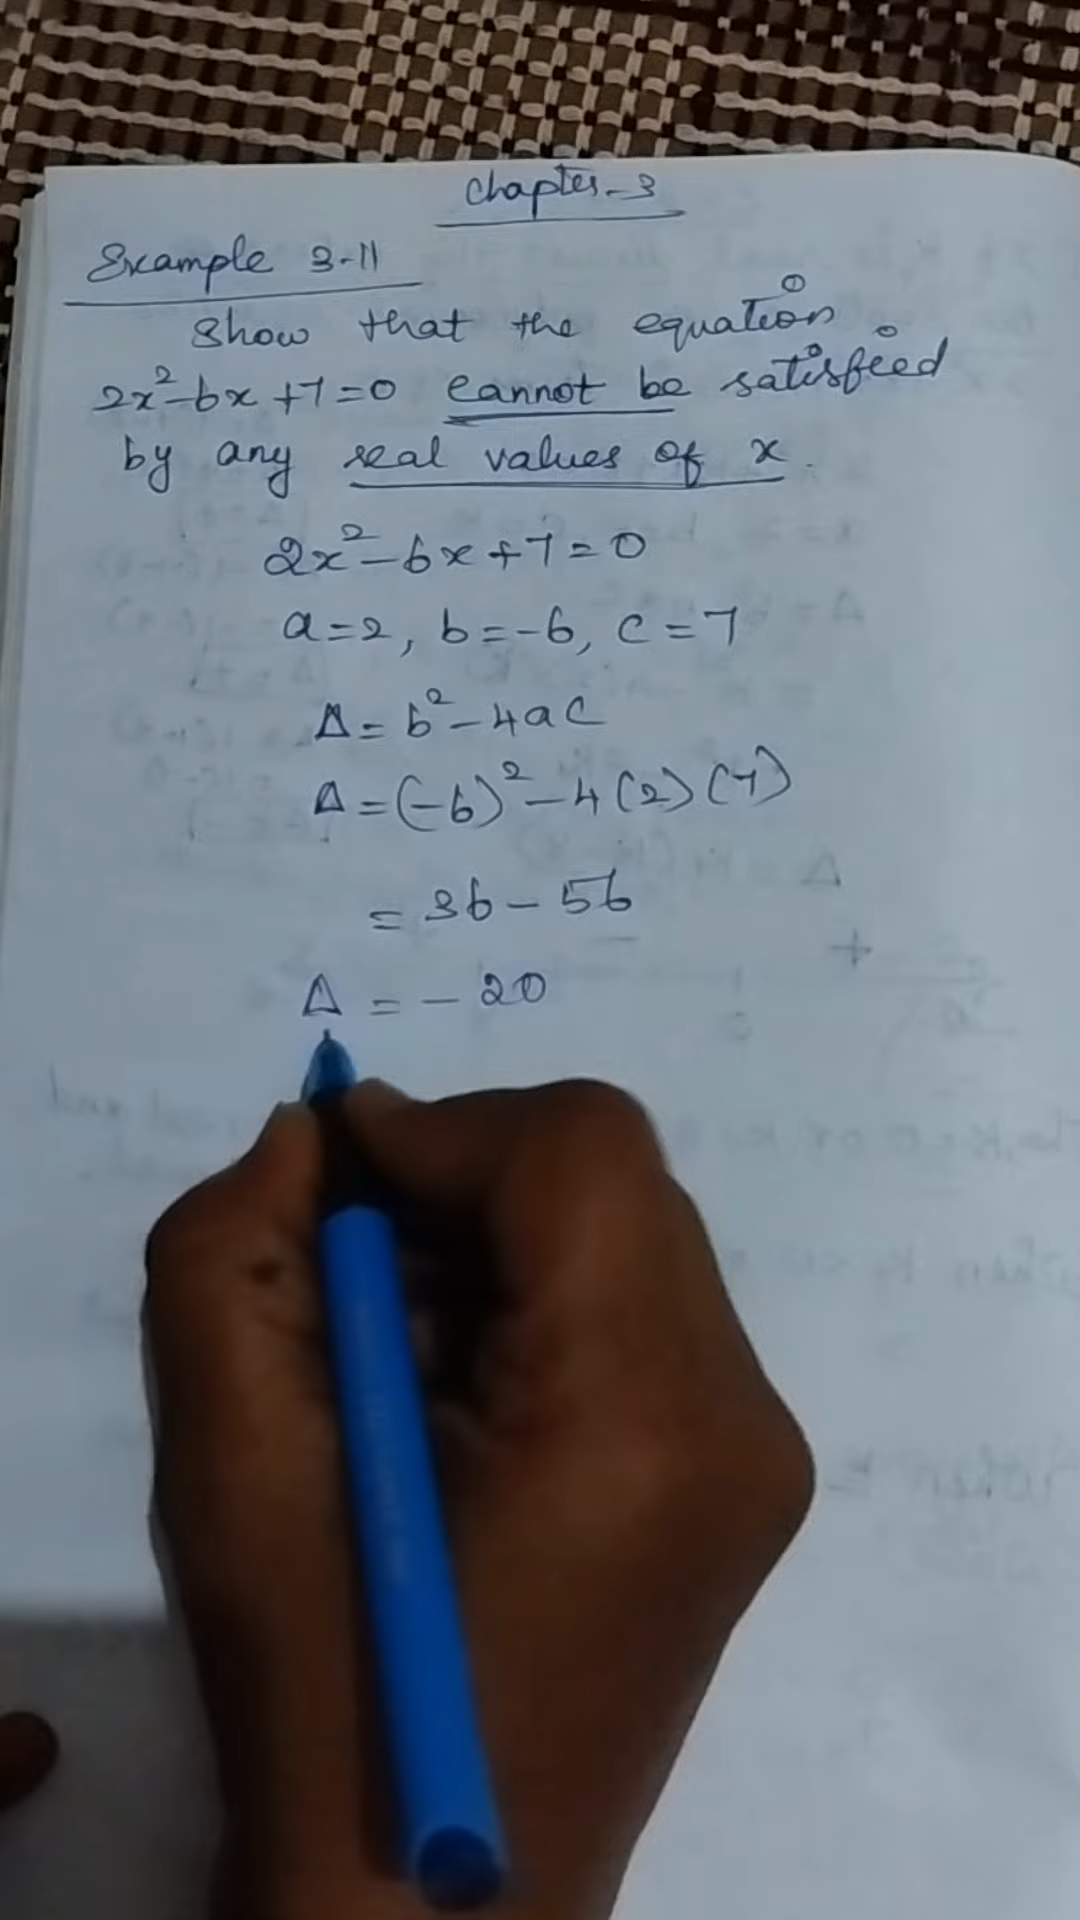 Chapter-3
Example 3-11
Show that the equation
2x²-6x+7=0 cannot be satisfied
by any real values of x.
2x²-6x+7=0
a=2, b=-6, c=7
Δ=b²-4ac
Δ=(-6)²-4(2)(7)
=36-56
Δ=-20